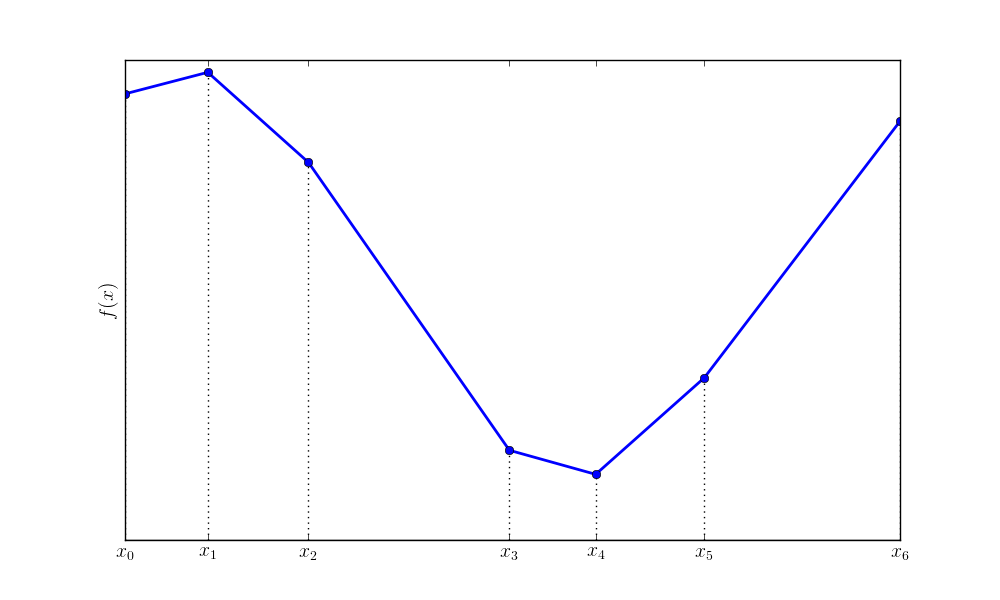 f(x)
x₀ x₁ x₂ x₃ x₄ x₅ x₆